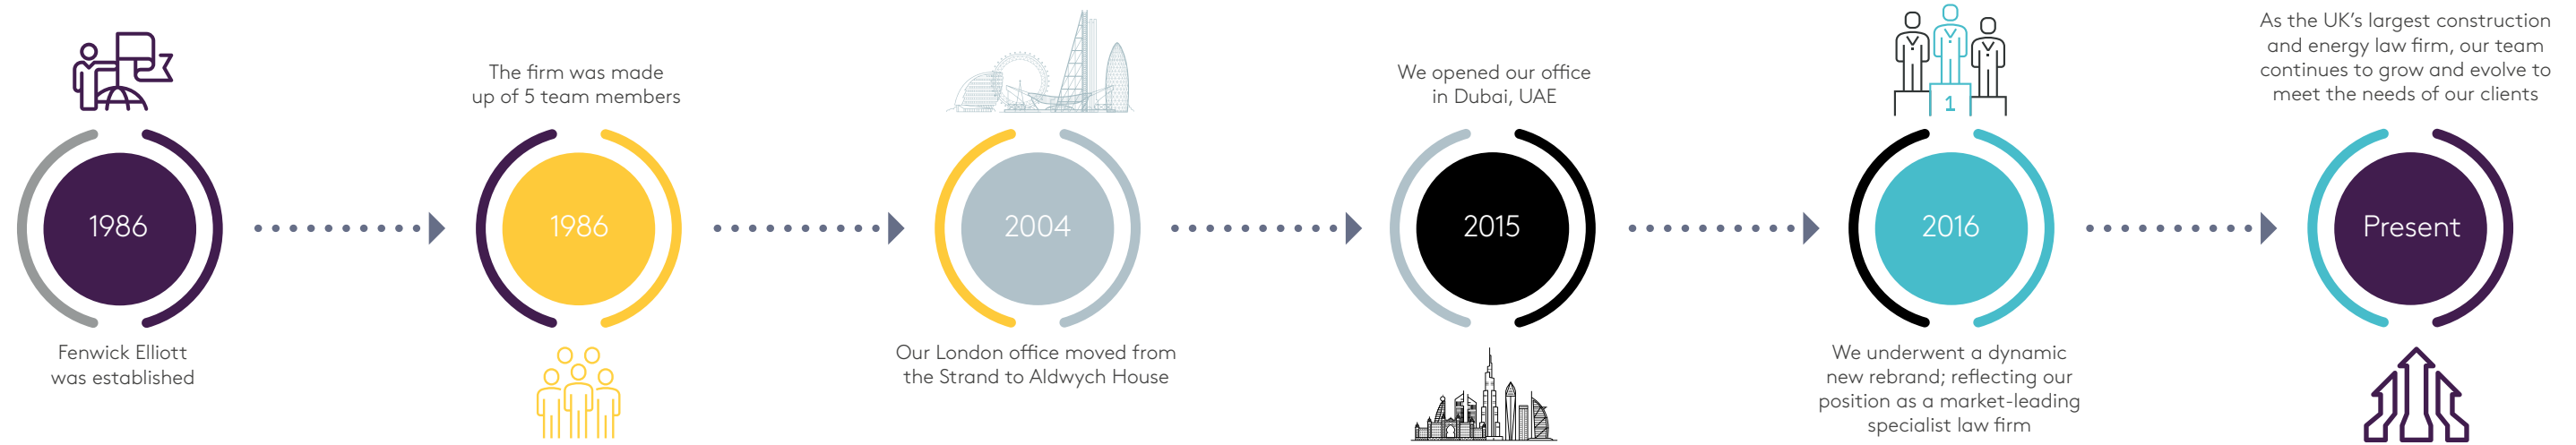 1986
Fenwick Elliott
was established
The firm was made
up of 5 team members
1986
2004
Our London office moved from
the Strand to Aldwych House
We opened our office
in Dubai, UAE
2015
1
2016
We underwent a dynamic
new rebrand; reflecting our
position as a market-leading
specialist law firm
As the UK's largest construction
and energy law firm, our team
continues to grow and evolve to
meet the needs of our clients
Present